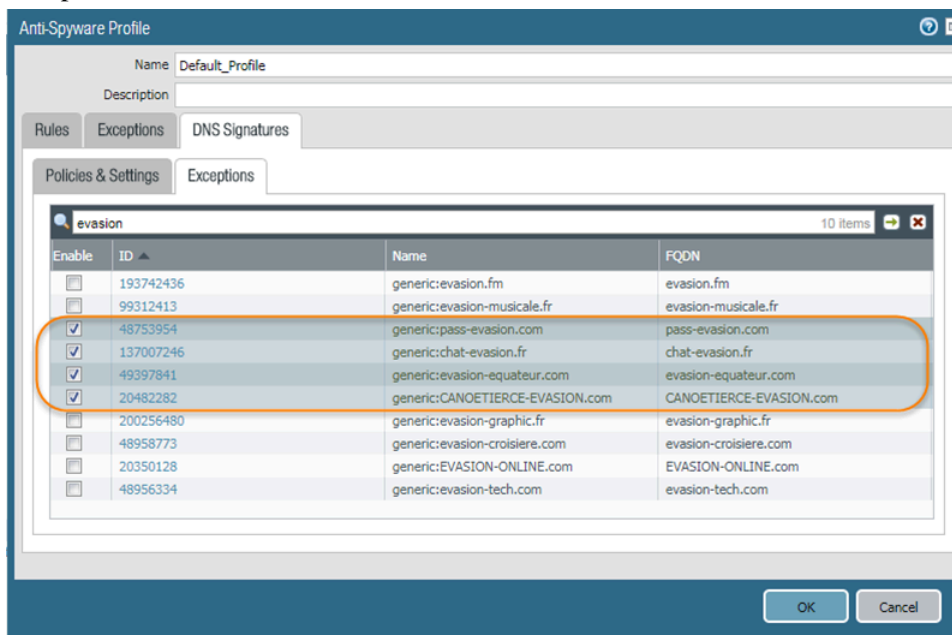 Anti-Spyware Profile
Name Default_Profile
Description
Rules Exceptions DNS Signatures
Policies & Settings Exceptions
evasion 10 items
Enable ID Name FQDN
193742436 generic:evasion.fm evasion.fm
99312413 generic:evasion-musicale.fr evasion-musicale.fr
48753954 generic:pass-evasion.com pass-evasion.com
137007246 generic:chat-evasion.fr chat-evasion.fr
49397841 generic:evasion-equateur.com evasion-equateur.com
20482282 generic:CANOETIERCE-EVASION.com CANOETIERCE-EVASION.com
200256480 generic:evasion-graphic.fr evasion-graphic.fr
48958773 generic:evasion-croisiere.com evasion-croisiere.com
20350128 generic:EVASION-ONLINE.com EVASION-ONLINE.com
48956334 generic:evasion-tech.com evasion-tech.com
OK Cancel